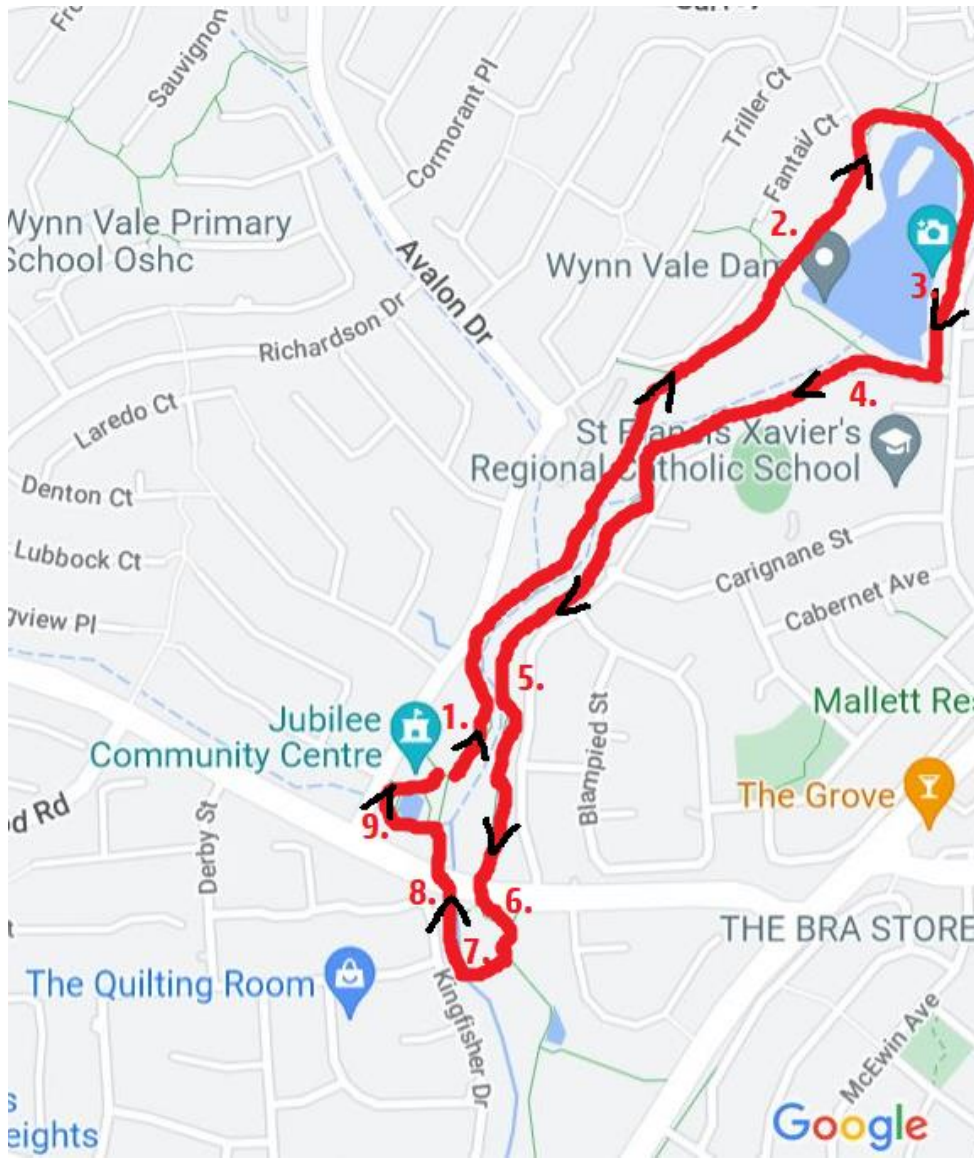 Sauvignon
Cormorant Pl
Triller Ct
Fantail Ct
Wynn Vale Primary
School Oshc
2.
Avalon Dr
Wynn Vale Dam
3.
Richardson Dr
4.
Laredo Ct
St Francis Xavier's
Regional Catholic School
Denton Ct
Carignane St
Lubbock Ct
Cabernet Ave
gview Pl
5.
Mallett Res
1.
Jubilee
Community Centre
Blampied St
The Grove
od Rd
9.
Derby St
8.
6.
THE BRA STORE
7.
The Quilting Room
Kingfisher Dr
McEwin Ave
s
eights
Google